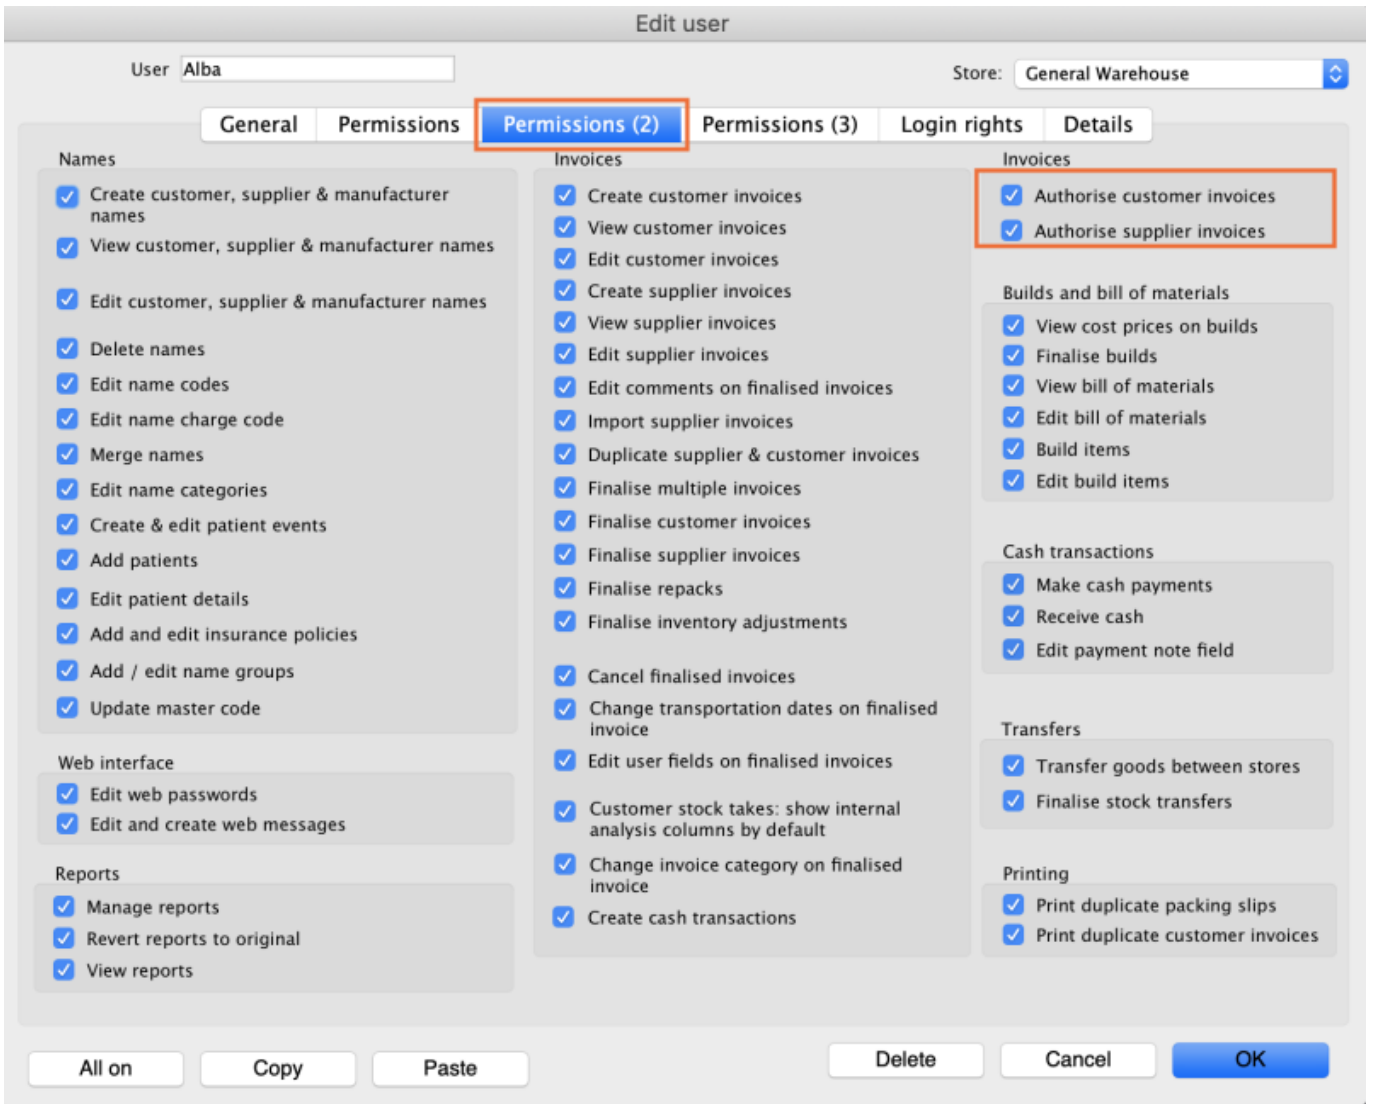 Edit user
User Alba
Store: General Warehouse
General Permissions Permissions (2) Permissions (3) Login rights Details
Names
Create customer, supplier & manufacturer
names
View customer, supplier & manufacturer names
Edit customer, supplier & manufacturer names
Delete names
Edit name codes
Edit name charge code
Merge names
Edit name categories
Create & edit patient events
Add patients
Edit patient details
Add and edit insurance policies
Add / edit name groups
Update master code
Web interface
Edit web passwords
Edit and create web messages
Reports
Manage reports
Revert reports to original
View reports
Invoices
Create customer invoices
View customer invoices
Edit customer invoices
Create supplier invoices
View supplier invoices
Edit supplier invoices
Edit comments on finalised invoices
Import supplier invoices
Duplicate supplier & customer invoices
Finalise multiple invoices
Finalise customer invoices
Finalise supplier invoices
Finalise repacks
Finalise inventory adjustments
Cancel finalised invoices
Change transportation dates on finalised
invoice
Edit user fields on finalised invoices
Customer stock takes: show internal
analysis columns by default
Change invoice category on finalised
invoice
Create cash transactions
Invoices
Authorise customer invoices
Authorise supplier invoices
Builds and bill of materials
View cost prices on builds
Finalise builds
View bill of materials
Edit bill of materials
Build items
Edit build items
Cash transactions
Make cash payments
Receive cash
Edit payment note field
Transfers
Transfer goods between stores
Finalise stock transfers
Printing
Print duplicate packing slips
Print duplicate customer invoices
All on Copy Paste Delete Cancel OK